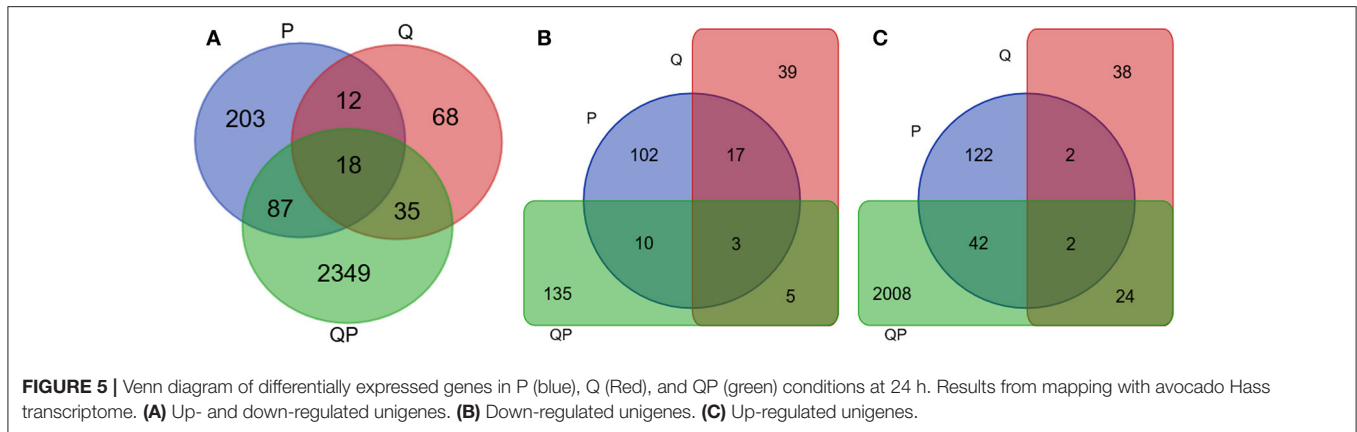 A
P
Q
203
12
68
18
87
35
2349
QP
B
Q
39
P
102
17
10
3
135
5
QP
C
Q
38
P
122
2
42
2
2008
24
QP
FIGURE 5 | Venn diagram of differentially expressed genes in P (blue), Q (Red), and QP (green) conditions at 24 h. Results from mapping with avocado Hass
transcriptome. (A) Up- and down-regulated unigenes. (B) Down-regulated unigenes. (C) Up-regulated unigenes.